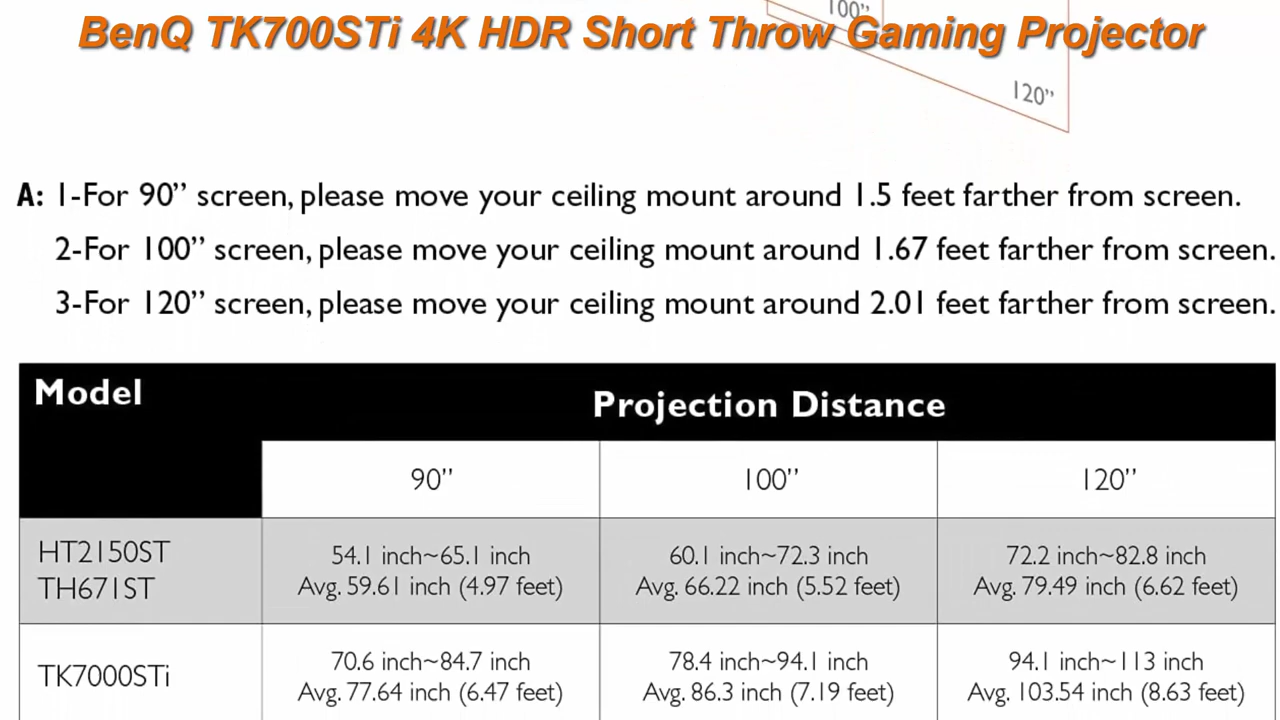 100”
BenQ TK700STi 4K HDR Short Throw Gaming Projector
120”
A: 1-For 90” screen, please move your ceiling mount around 1.5 feet farther from screen.
2-For 100” screen, please move your ceiling mount around 1.67 feet farther from screen.
3-For 120” screen, please move your ceiling mount around 2.01 feet farther from screen.
Model
Projection Distance
90”
100”
120”
HT2150ST
TH671ST
54.1 inch~65.1 inch
Avg. 59.61 inch (4.97 feet)
60.1 inch~72.3 inch
Avg. 66.22 inch (5.52 feet)
72.2 inch~82.8 inch
Avg. 79.49 inch (6.62 feet)
TK7000STi
70.6 inch~84.7 inch
Avg. 77.64 inch (6.47 feet)
78.4 inch~94.1 inch
Avg. 86.3 inch (7.19 feet)
94.1 inch~113 inch
Avg. 103.54 inch (8.63 feet)